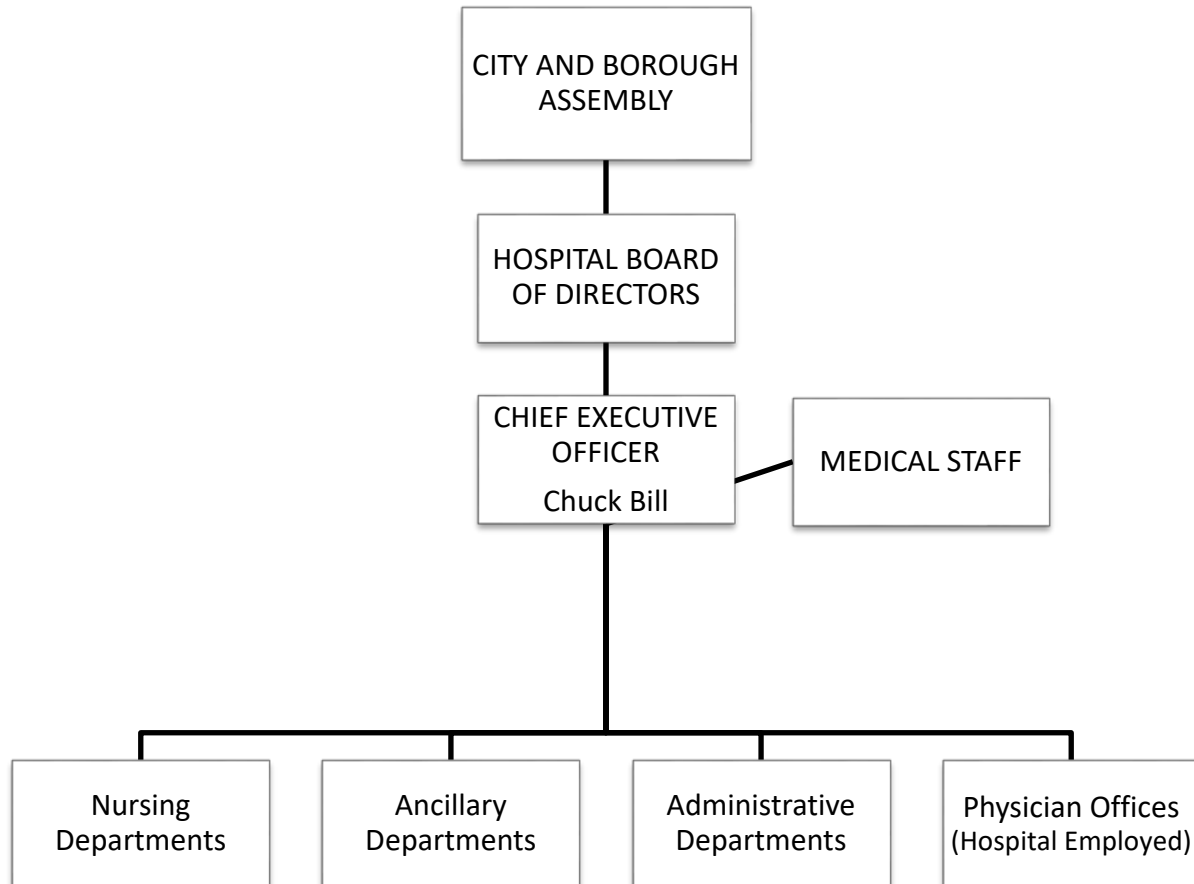 CITY AND BOROUGH
ASSEMBLY
HOSPITAL BOARD
OF DIRECTORS
CHIEF EXECUTIVE
OFFICER
Chuck Bill
MEDICAL STAFF
Nursing
Departments
Ancillary
Departments
Administrative
Departments
Physician Offices
(Hospital Employed)